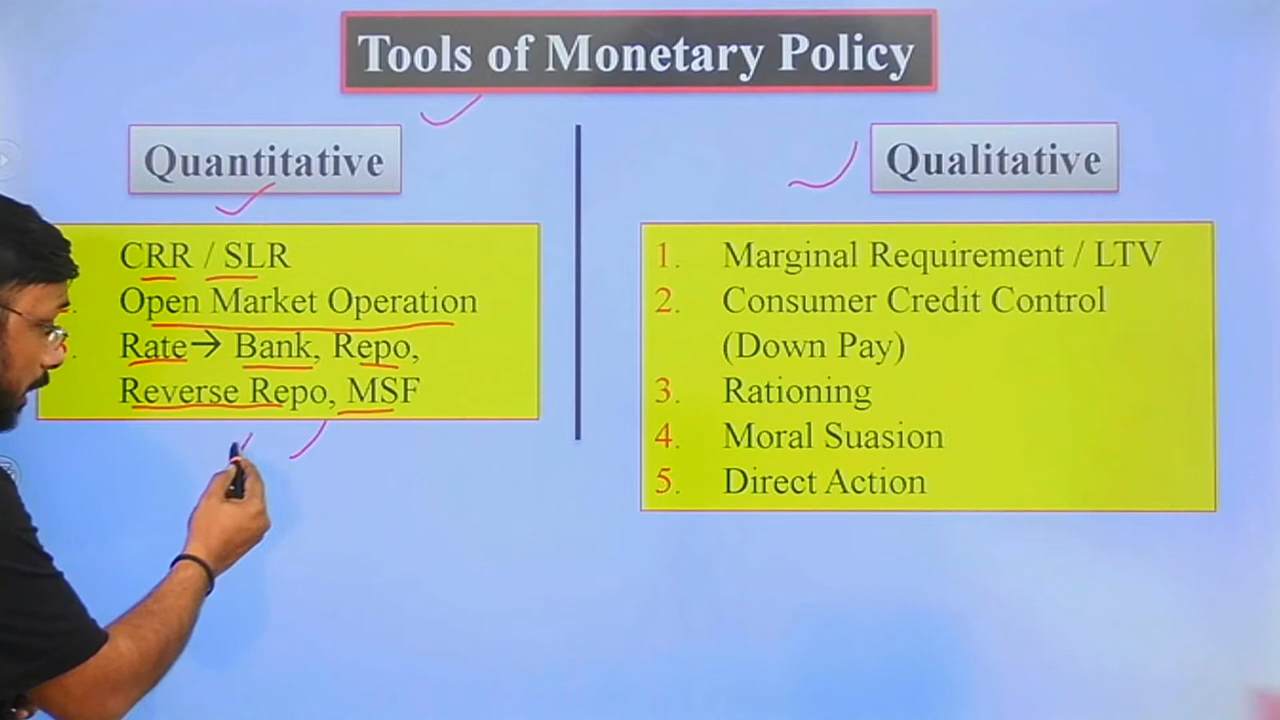 Tools of Monetary Policy
Quantitative
CRR / SLR
Open Market Operation
Rate→ Bank, Repo,
Reverse Repo, MSF
Qualitative
1. Marginal Requirement / LTV
2. Consumer Credit Control
(Down Pay)
3. Rationing
4. Moral Suasion
5. Direct Action